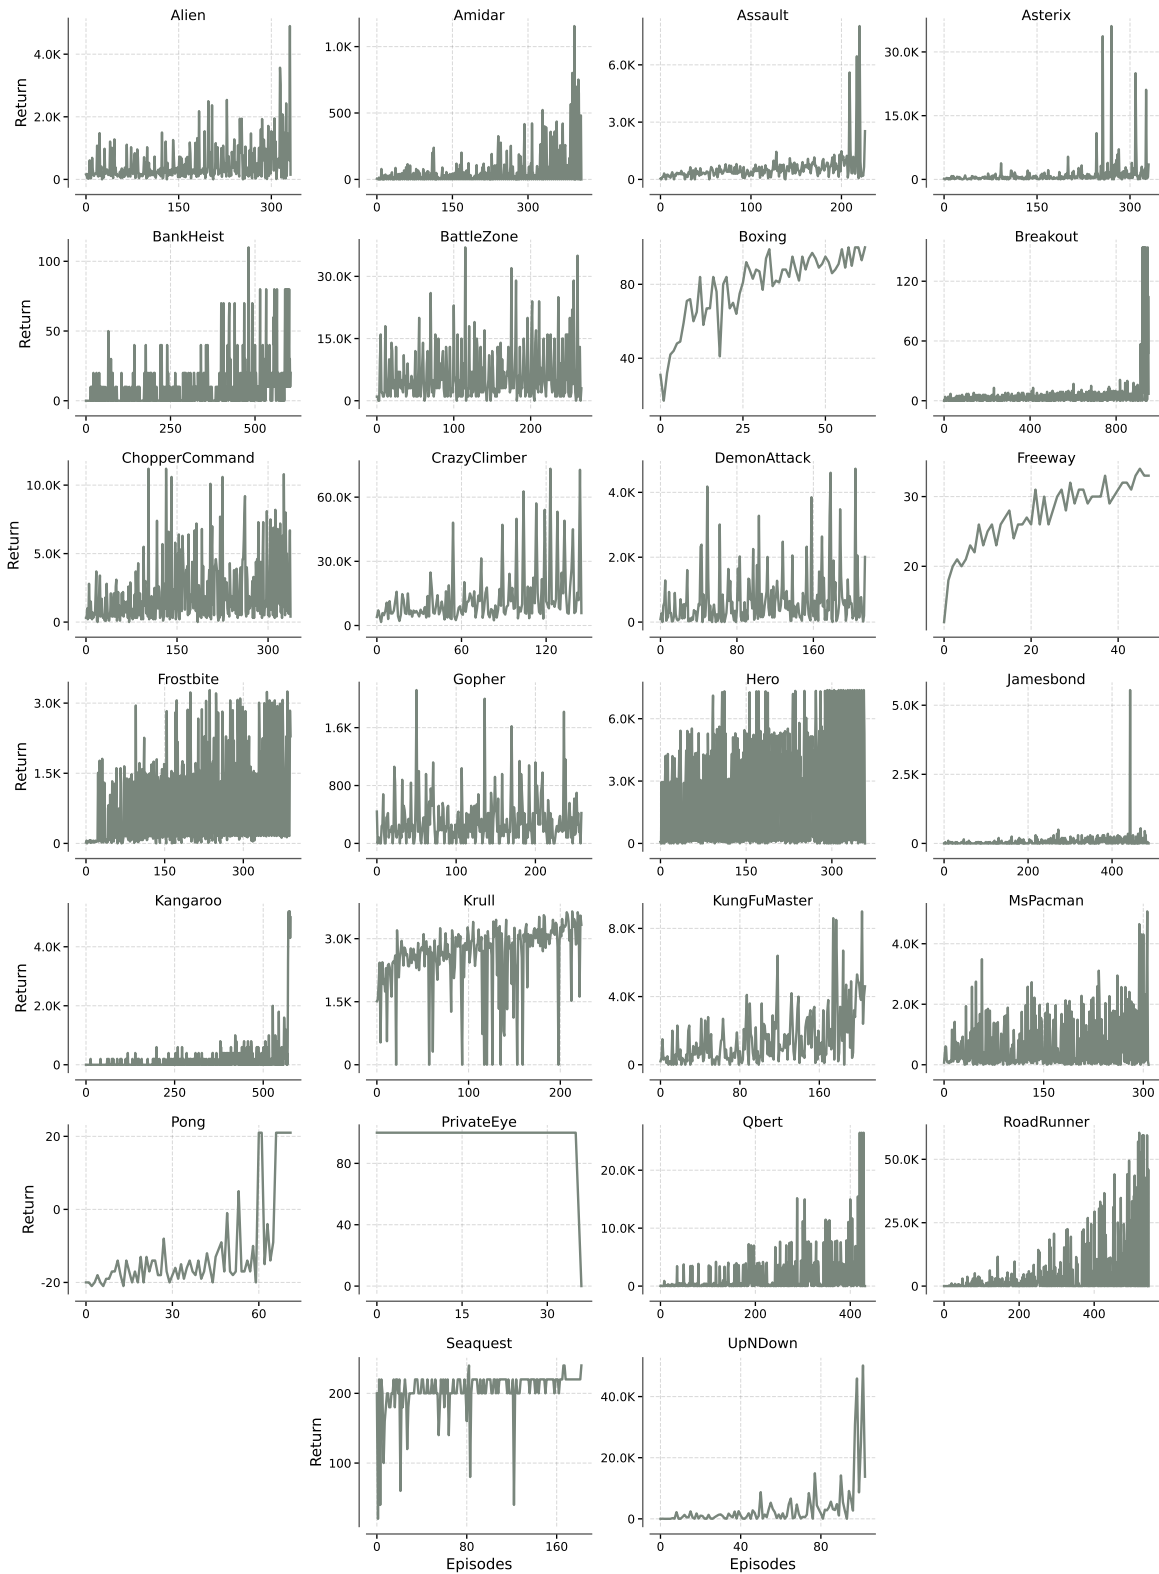 Alien
Amidar
Assault
Asterix
Return
4.0K
2.0K
0
0 150 300
1.0K
500
0
0 150 300
6.0K
3.0K
0
0 100 200
30.0K
15.0K
0
0 150 300
BankHeist
BattleZone
Boxing
Breakout
Return
100
50
0
0 250 500
30.0K
15.0K
0
0 100 200
80
40
0 25 50
120
60
0
0 400 800
ChopperCommand
CrazyClimber
DemonAttack
Freeway
Return
10.0K
5.0K
0
0 150 300
60.0K
30.0K
0
0 60 120
4.0K
2.0K
0
0 80 160
30
20
0 20 40
Frostbite
Gopher
Hero
Jamesbond
Return
3.0K
1.5K
0
0 150 300
1.6K
800
0
0 100 200
6.0K
3.0K
0
0 150 300
5.0K
2.5K
0
0 200 400
Kangaroo
Krull
KungFuMaster
MsPacman
Return
4.0K
2.0K
0
0 250 500
3.0K
1.5K
0
0 100 200
8.0K
4.0K
0
0 80 160
4.0K
2.0K
0
0 150 300
Pong
PrivateEye
Qbert
RoadRunner
Return
20
0
-20
0 30 60
80
40
0
0 15 30
20.0K
10.0K
0
0 200 400
50.0K
25.0K
0
0 200 400
Seaquest
UpNDown
Return
200
100
0 80 160
Episodes
40.0K
20.0K
0
0 40 80
Episodes